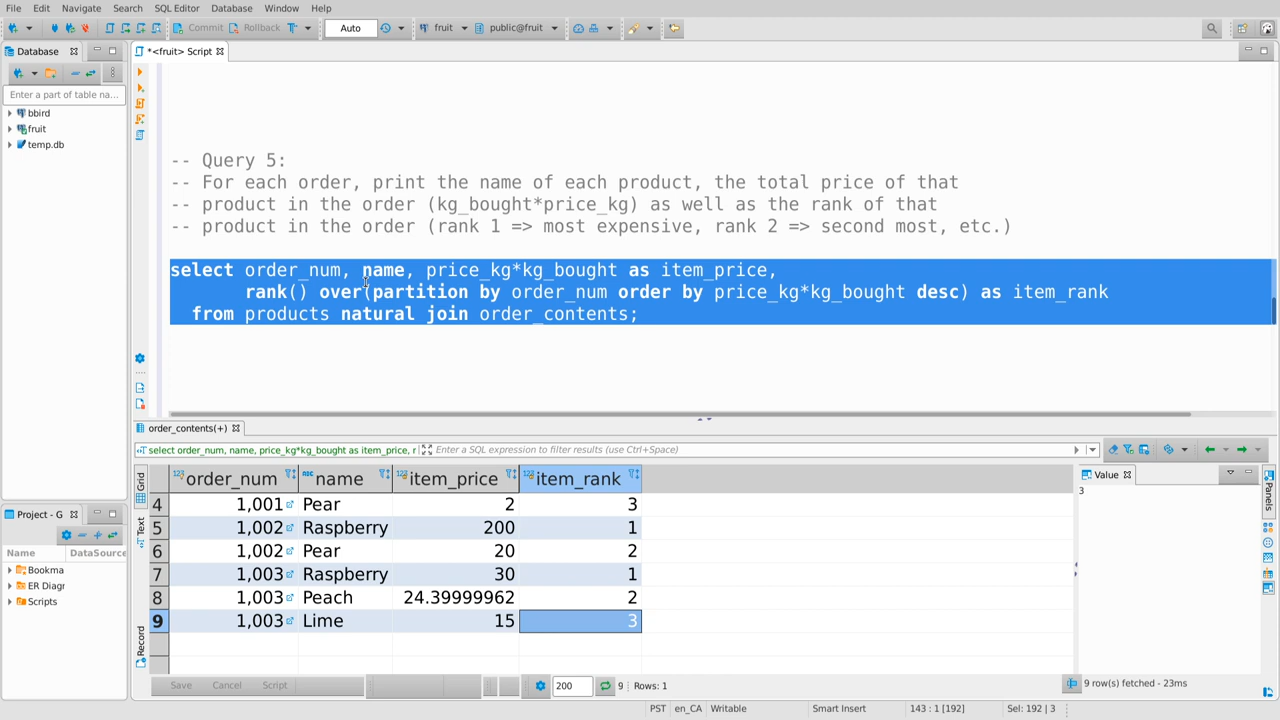 File Edit Navigate Search SQL Editor Database Window Help
Commit Rollback Auto fruit public@fruit
Database *<fruit> Script
Enter a part of table na...
bbird
fruit
temp.db
-- Query 5:
-- For each order, print the name of each product, the total price of that
-- product in the order (kg_bought*price_kg) as well as the rank of that
-- product in the order (rank 1 => most expensive, rank 2 => second most, etc.)
select order_num, name, price_kg*kg_bought as item_price,
rank() over(partition by order_num order by price_kg*kg_bought desc) as item_rank
from products natural join order_contents;
order_contents(+)
select order_num, name, price_kg*kg_bought as item_price, r Enter a SQL expression to filter results (use Ctrl+Space)
Grid
Text
Record
order_num name item_price item_rank
4 1,001 Pear 2 3
5 1,002 Raspberry 200 1
6 1,002 Pear 20 2
7 1,003 Raspberry 30 1
8 1,003 Peach 24.39999962 2
9 1,003 Lime 15 3
Value
3
Panels
Project - G
Name DataSource
Bookma
ER Diagr
Scripts
Save Cancel Script 200 9 Rows: 1
9 row(s) fetched - 23ms
PST en_CA Writable Smart Insert 143 : 1 [192] Sel: 192 | 3